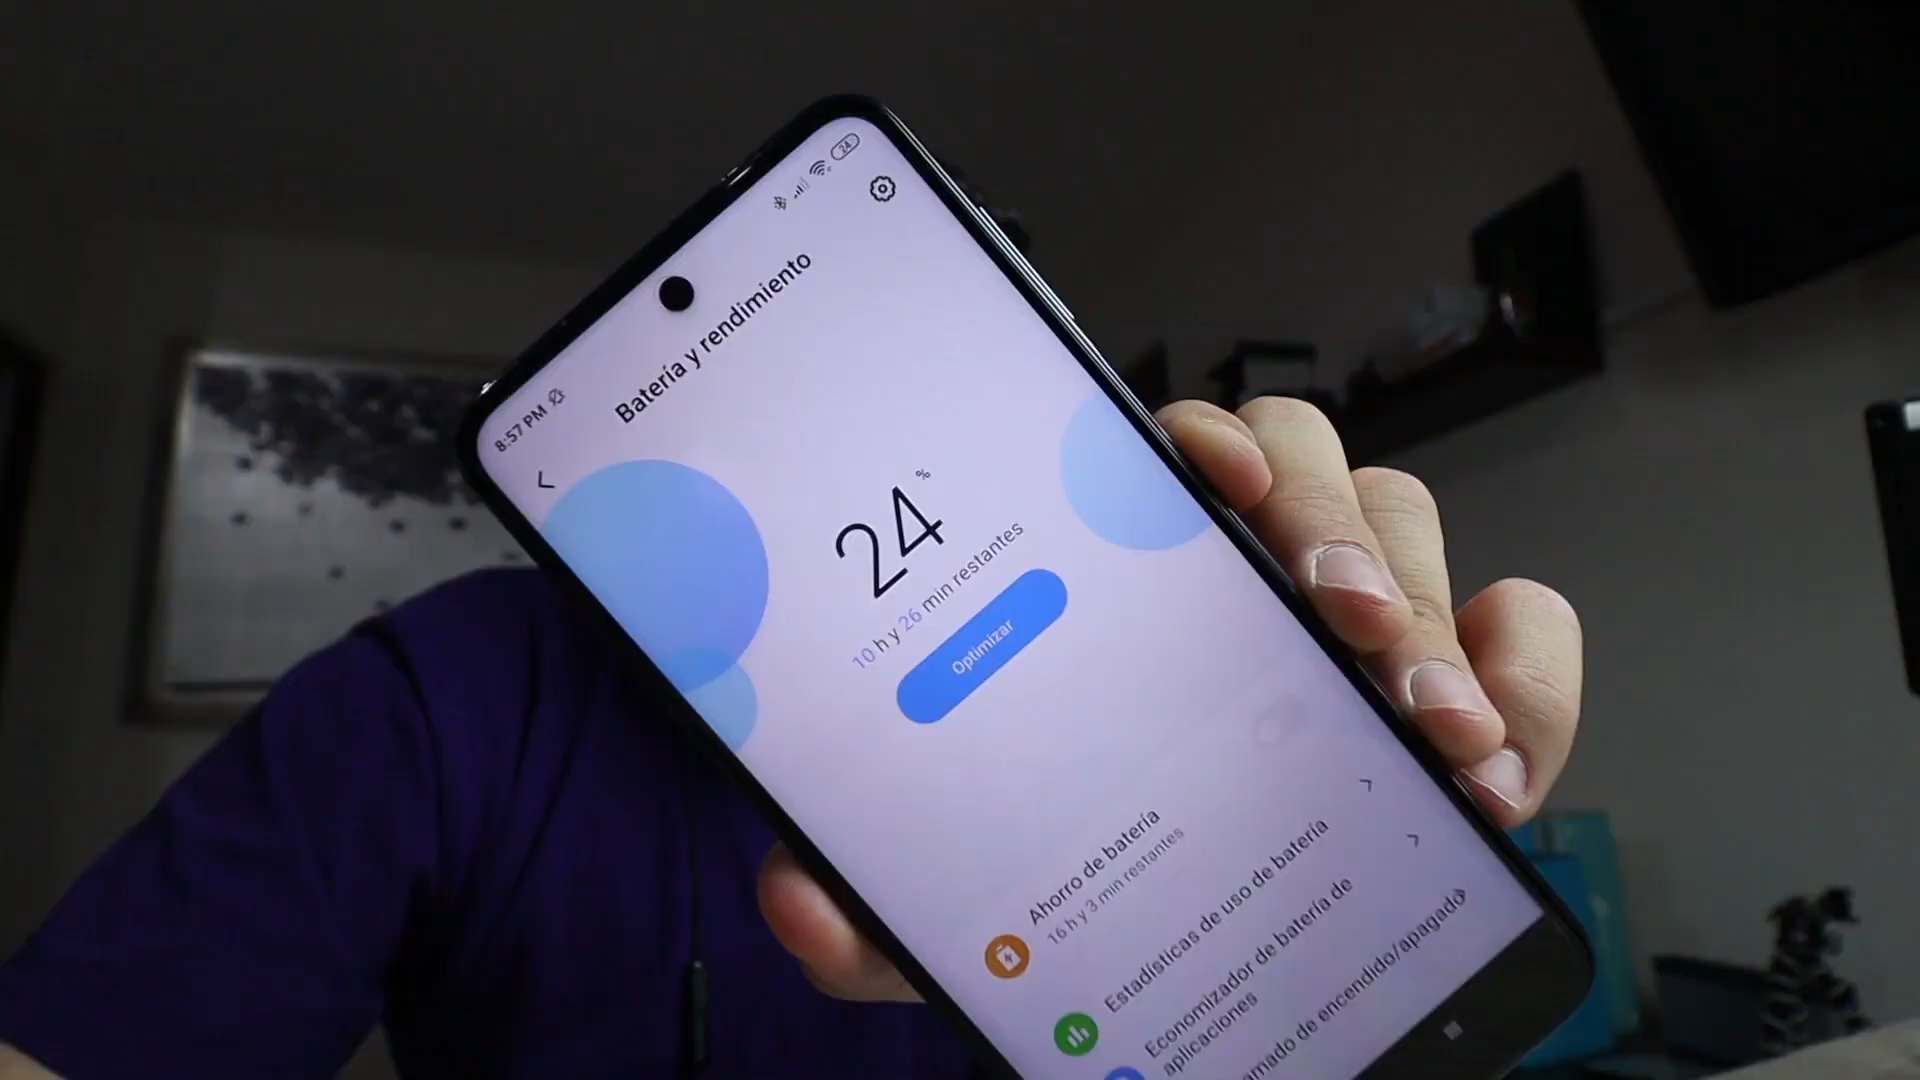 8:57 PM
24
Batería y rendimiento
24 %
10 h y 26 min restantes
Optimizar
Ahorro de batería
16 h y 3 min restantes
Estadísticas de uso de batería
Economizador de batería de
aplicaciones
amado de encendido/apagado